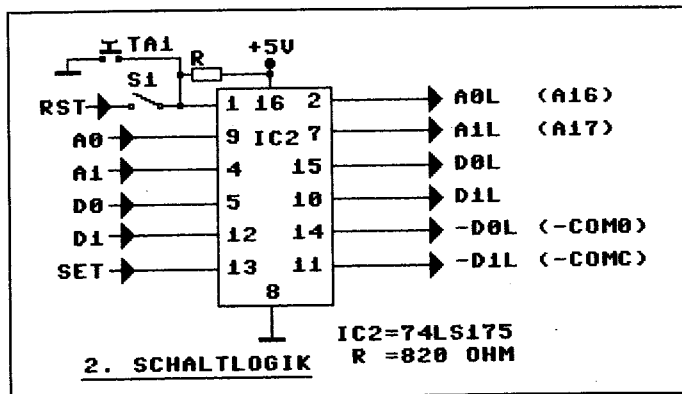 TA1
R
+5V
S1
RST
1 16 2
A0L (A16)
A0
9 IC2 7
A1L (A17)
A1
4 15
D0L
D0
5 10
D1L
D1
12 14
-D0L (-COM0)
SET
13 11
-D1L (-COMC)
8
IC2=74LS175
R =820 OHM
2. SCHALTLOGIK